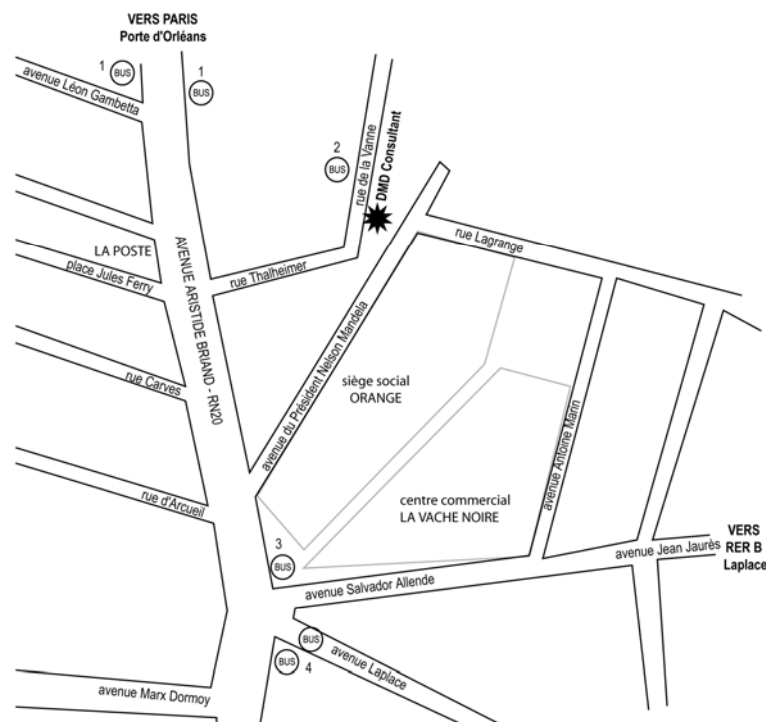 VERS PARIS
Porte d'Orléans
1
BUS
1
BUS
avenue Léon Gambetta
2
BUS
rue de la Vanne
DMD Consultant
rue Lagrange
LA POSTE
place Jules Ferry
AVENUE ARISTIDE BRIAND - RN20
rue Thalheimer
avenue du Président Nelson Mandela
siège social
ORANGE
rue Carves
avenue Antoine Marin
centre commercial
LA VACHE NOIRE
rue d'Arcueil
VERS
RER B
Laplace
avenue Jean Jaurès
3
BUS
avenue Salvador Allende
BUS
BUS
4
avenue Laplace
avenue Marx Dormoy